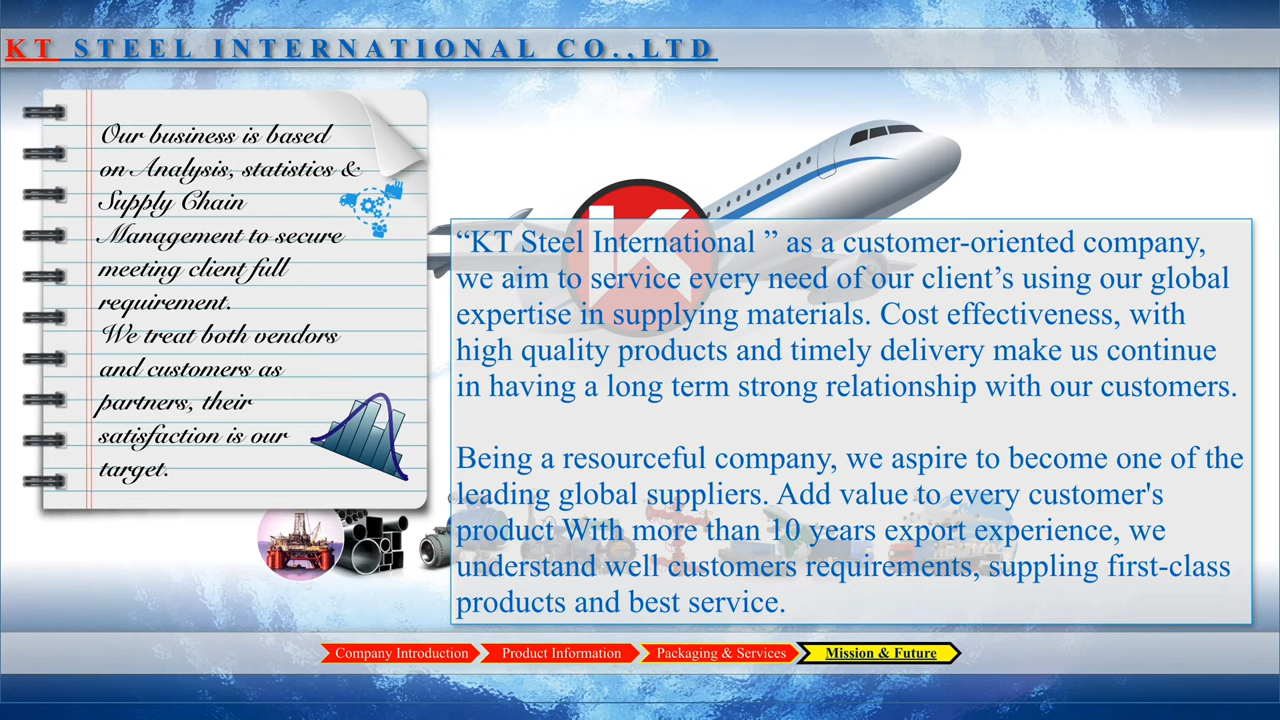 KT STEEL INTERNATIONAL CO.,LTD
Our business is based
on Analysis, statistics &
Supply Chain
Management to secure
meeting client full
requirement.
We treat both vendors
and customers as
partners, their
satisfaction is our
target.
K
“KT Steel International ” as a customer-oriented company,
we aim to service every need of our client’s using our global
expertise in supplying materials. Cost effectiveness, with
high quality products and timely delivery make us continue
in having a long term strong relationship with our customers.
Being a resourceful company, we aspire to become one of the
leading global suppliers. Add value to every customer's
product With more than 10 years export experience, we
understand well customers requirements, suppling first-class
products and best service.
Company Introduction
Product Information
Packaging & Services
Mission & Future